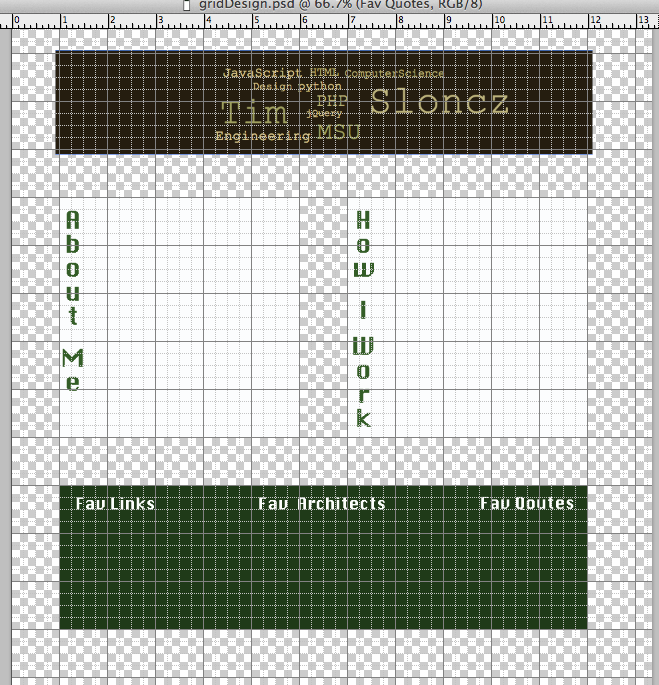 gridDesign.psd @ 66.7% (Fav Quotes, RGB/8)
0 1 2 3 4 5 6 7 8 9 10 11 12 13
JavaScript HTML ComputerScience
Design python
Tim PHP Sloncz
jQuery
Engineering MSU
About Me
How I Work
Fav Links Fav Architects Fav Qoutes